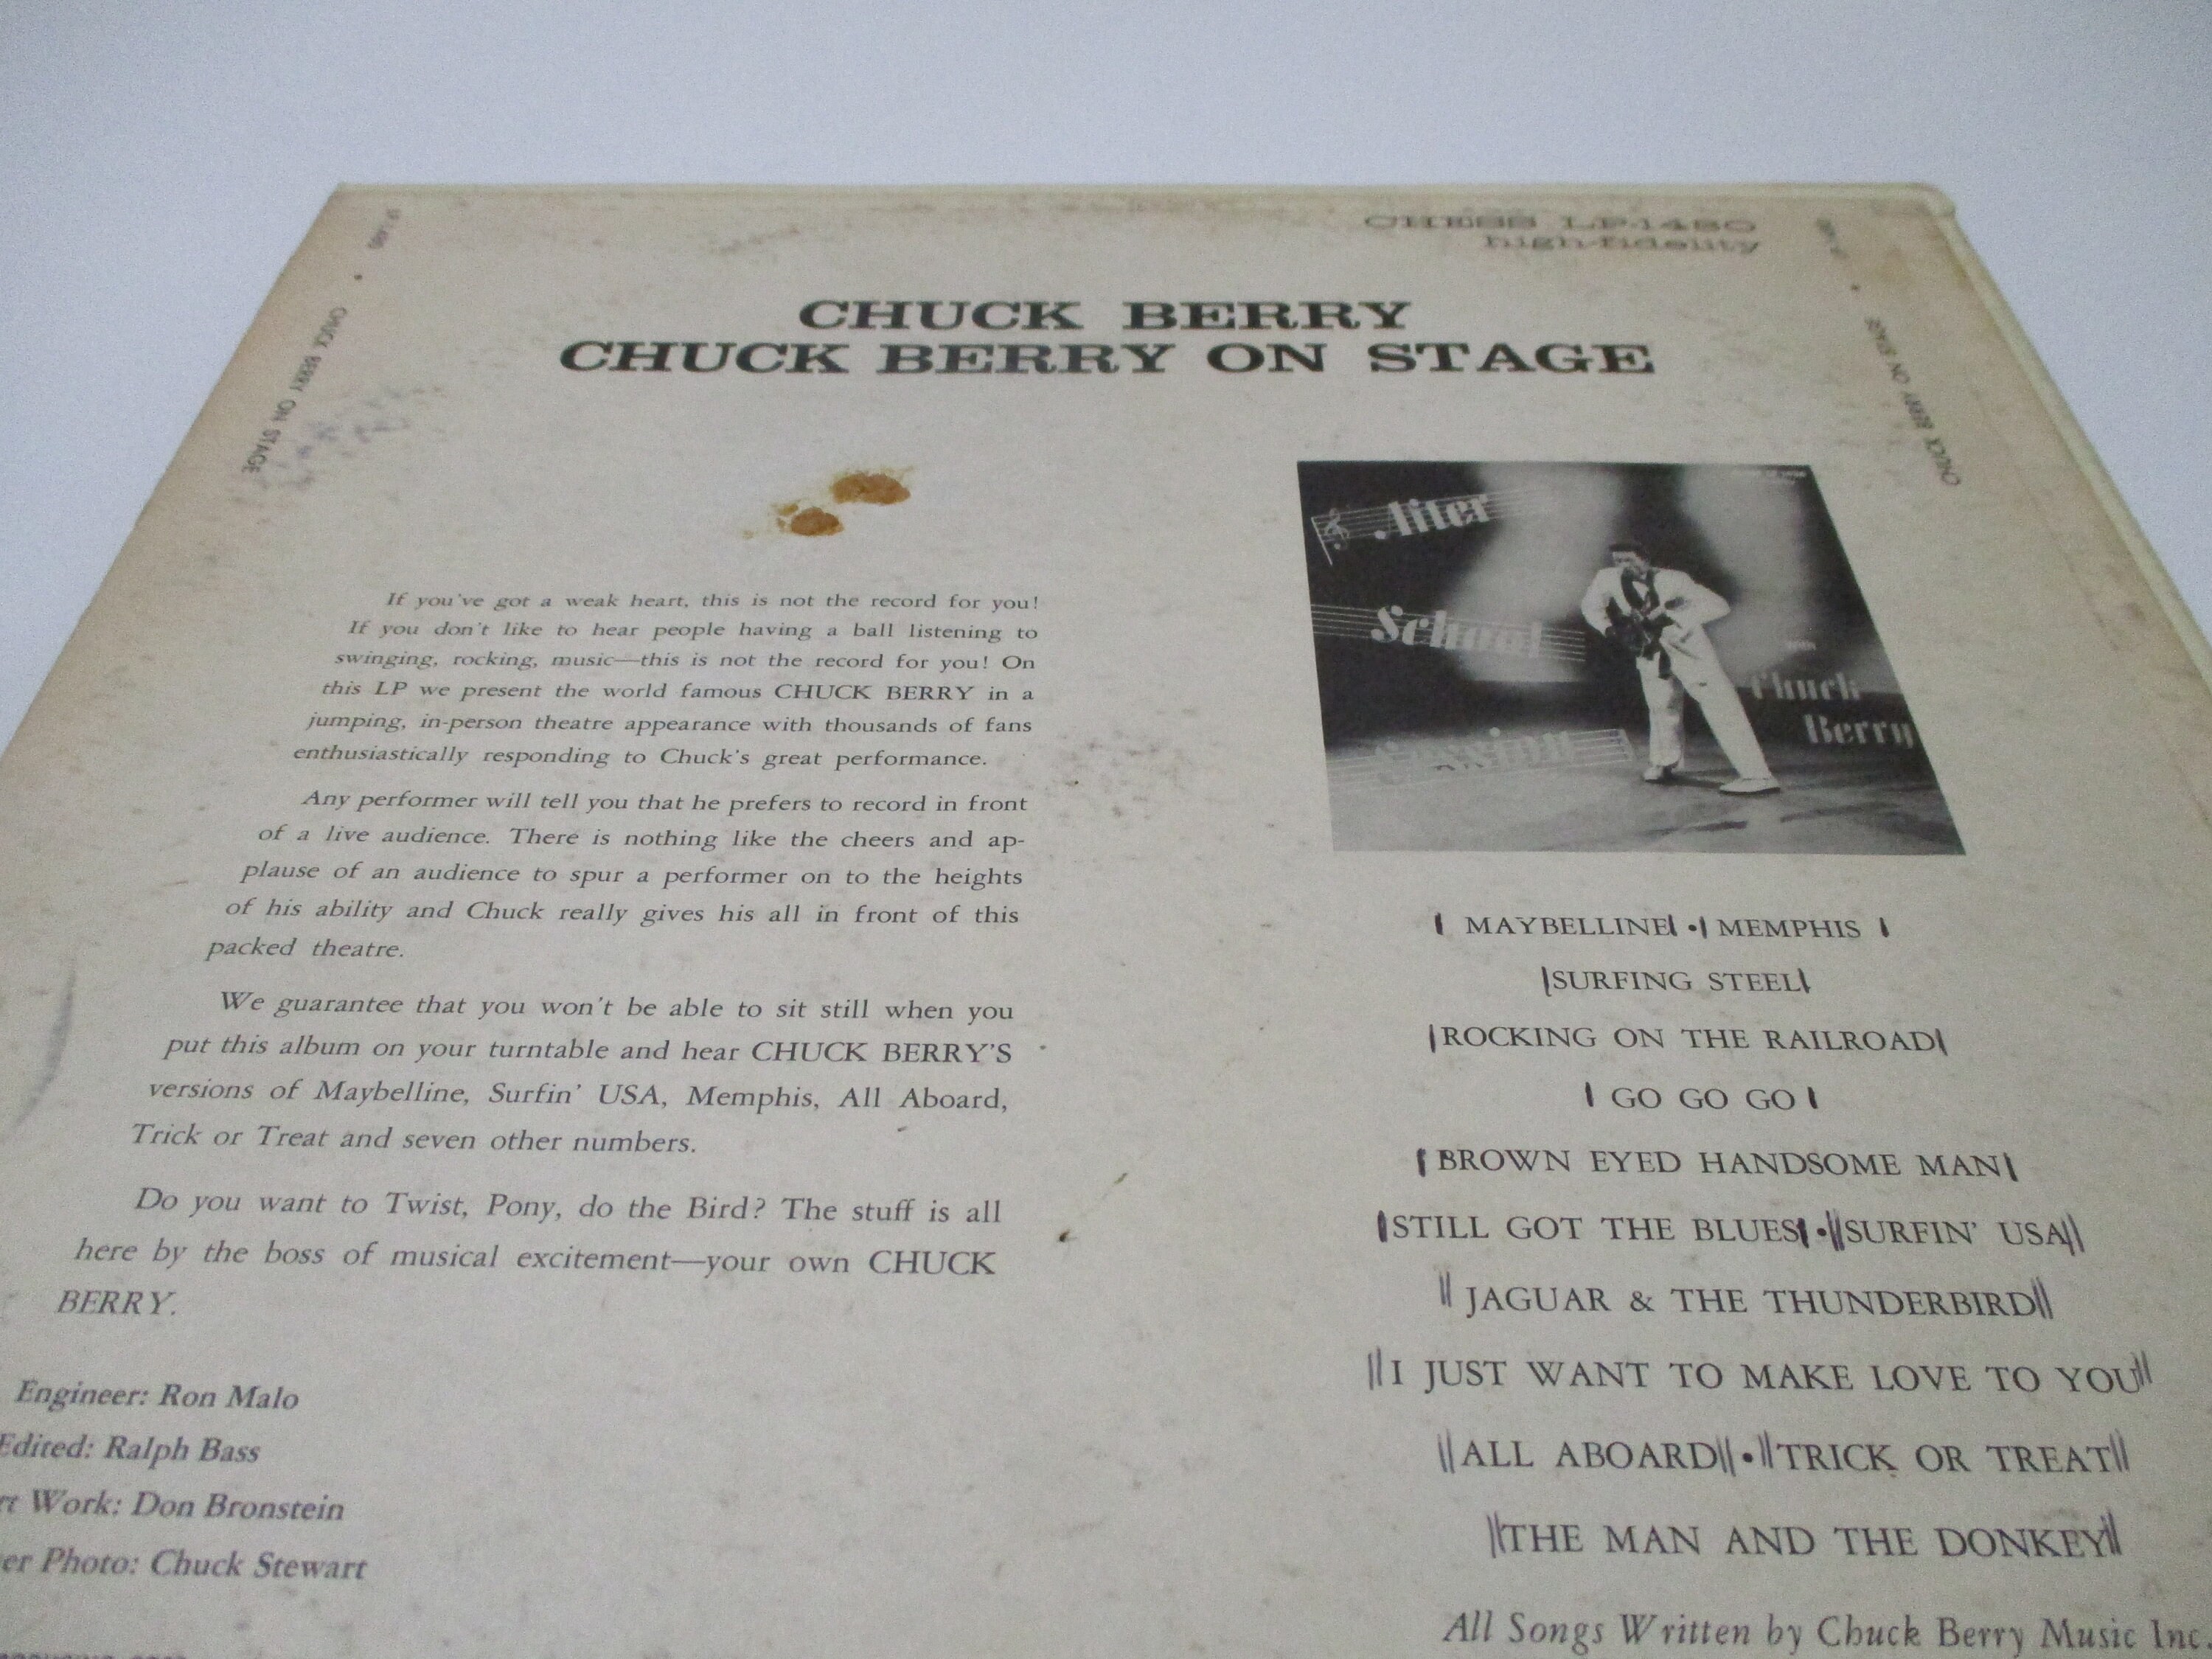 CHESS LP-1480
high-fidelity
CHUCK BERRY
CHUCK BERRY ON STAGE
CHUCK BERRY ON STAGE
CHUCK BERRY ON STAGE
If you've got a weak heart, this is not the record for you!
If you don't like to hear people having a ball listening to
swinging, rocking, music—this is not the record for you! On
this LP we present the world famous CHUCK BERRY in a
jumping, in-person theatre appearance with thousands of fans
enthusiastically responding to Chuck's great performance.
Any performer will tell you that he prefers to record in front
of a live audience. There is nothing like the cheers and ap-
plause of an audience to spur a performer on to the heights
of his ability and Chuck really gives his all in front of this
packed theatre.
We guarantee that you won't be able to sit still when you
put this album on your turntable and hear CHUCK BERRY'S
versions of Maybelline, Surfin' USA, Memphis, All Aboard,
Trick or Treat and seven other numbers.
Do you want to Twist, Pony, do the Bird? The stuff is all
here by the boss of musical excitement—your own CHUCK
BERRY.
Engineer: Ron Malo
Edited: Ralph Bass
Work: Don Bronstein
Photo: Chuck Stewart
After
School
Session
Chuck
Berry
MAYBELLINE • MEMPHIS
SURFING STEEL
ROCKING ON THE RAILROAD
GO GO GO
BROWN EYED HANDSOME MAN
STILL GOT THE BLUES • SURFIN' USA
JAGUAR & THE THUNDERBIRD
I JUST WANT TO MAKE LOVE TO YOU
ALL ABOARD • TRICK OR TREAT
THE MAN AND THE DONKEY
All Songs Written by Chuck Berry Music Inc.